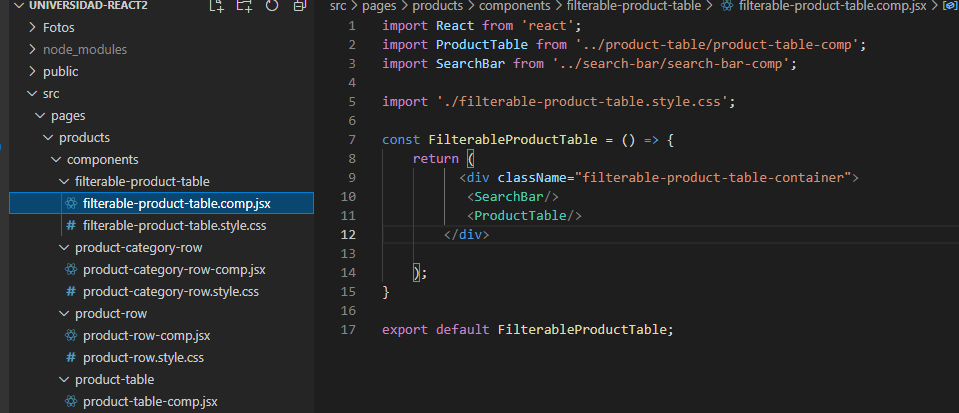 UNIVERSIDAD-REACT2
Fotos
node_modules
public
src
pages
products
components
filterable-product-table
filterable-product-table.comp.jsx
# filterable-product-table.style.css
product-category-row
product-category-row-comp.jsx
# product-category-row.style.css
product-row
product-row-comp.jsx
# product-row.style.css
product-table
product-table-comp.jsx
src > pages > products > components > filterable-product-table > filterable-product-table.comp.jsx >
1 import React from 'react';
2 import ProductTable from '../product-table/product-table-comp';
3 import SearchBar from '../search-bar/search-bar-comp';
4
5 import './filterable-product-table.style.css';
6
7 const FilterableProductTable = () => {
8 return (
9 <div className="filterable-product-table-container">
10 <SearchBar/>
11 <ProductTable/>
12 </div>
13
14 );
15 }
16
17 export default FilterableProductTable;